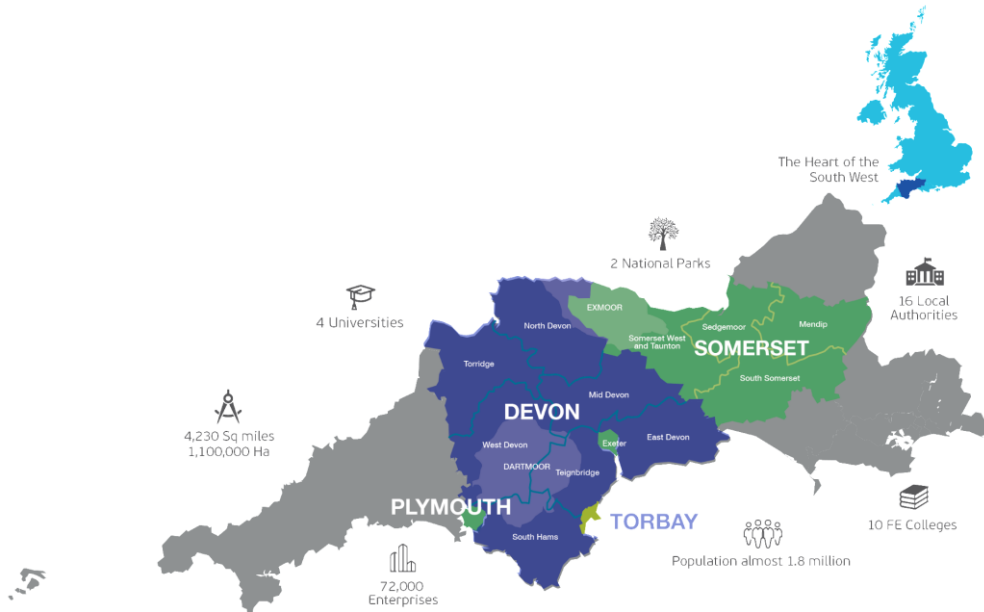 The Heart of the
South West
2 National Parks
16 Local
Authorities
4 Universities
EXMOOR
North Devon
Sedgemoor
Mendip
Somerset West
and Taunton
SOMERSET
Torridge
South Somerset
Mid Devon
DEVON
4,230 Sq miles
1,100,000 Ha
West Devon
Exeter
East Devon
DARTMOOR
Teignbridge
PLYMOUTH
TORBAY
10 FE Colleges
South Hams
Population almost 1.8 million
72,000
Enterprises